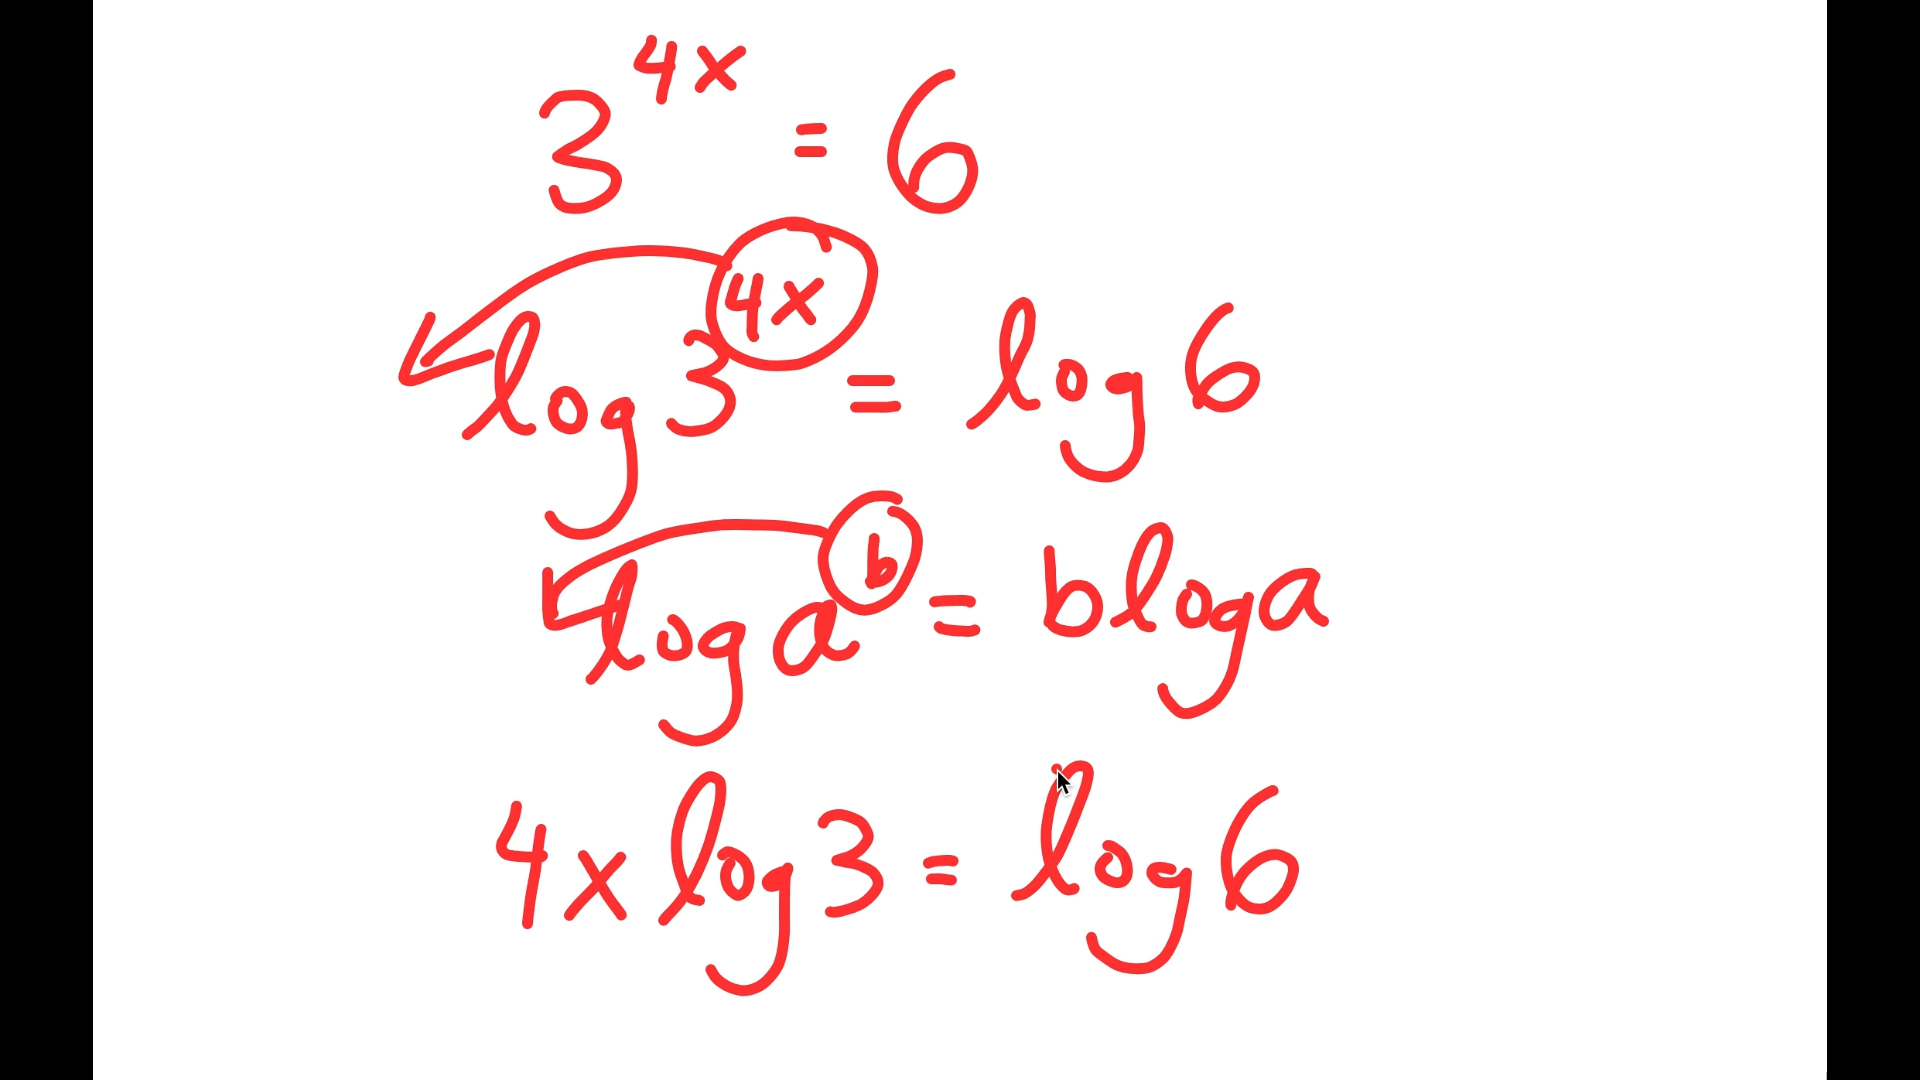 3^{4x} = 6
log 3^{4x} = log 6
log a^{b} = b log a
4x log 3 = log 6